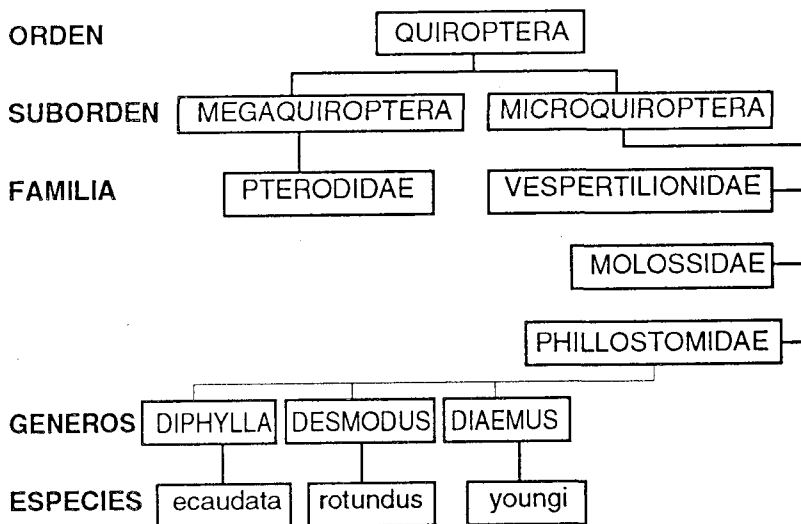 ORDEN QUIROPTERA
SUBORDEN MEGAQUIROPTERA MICROQUIROPTERA
FAMILIA PTERODIDAE VESPERTILIONIDAE
MOLOSSIDAE
PHILLOSTOMIDAE
GENEROS DIPHYLLA DESMODUS DIAEMUS
ESPECIES ecaudata rotundus youngi